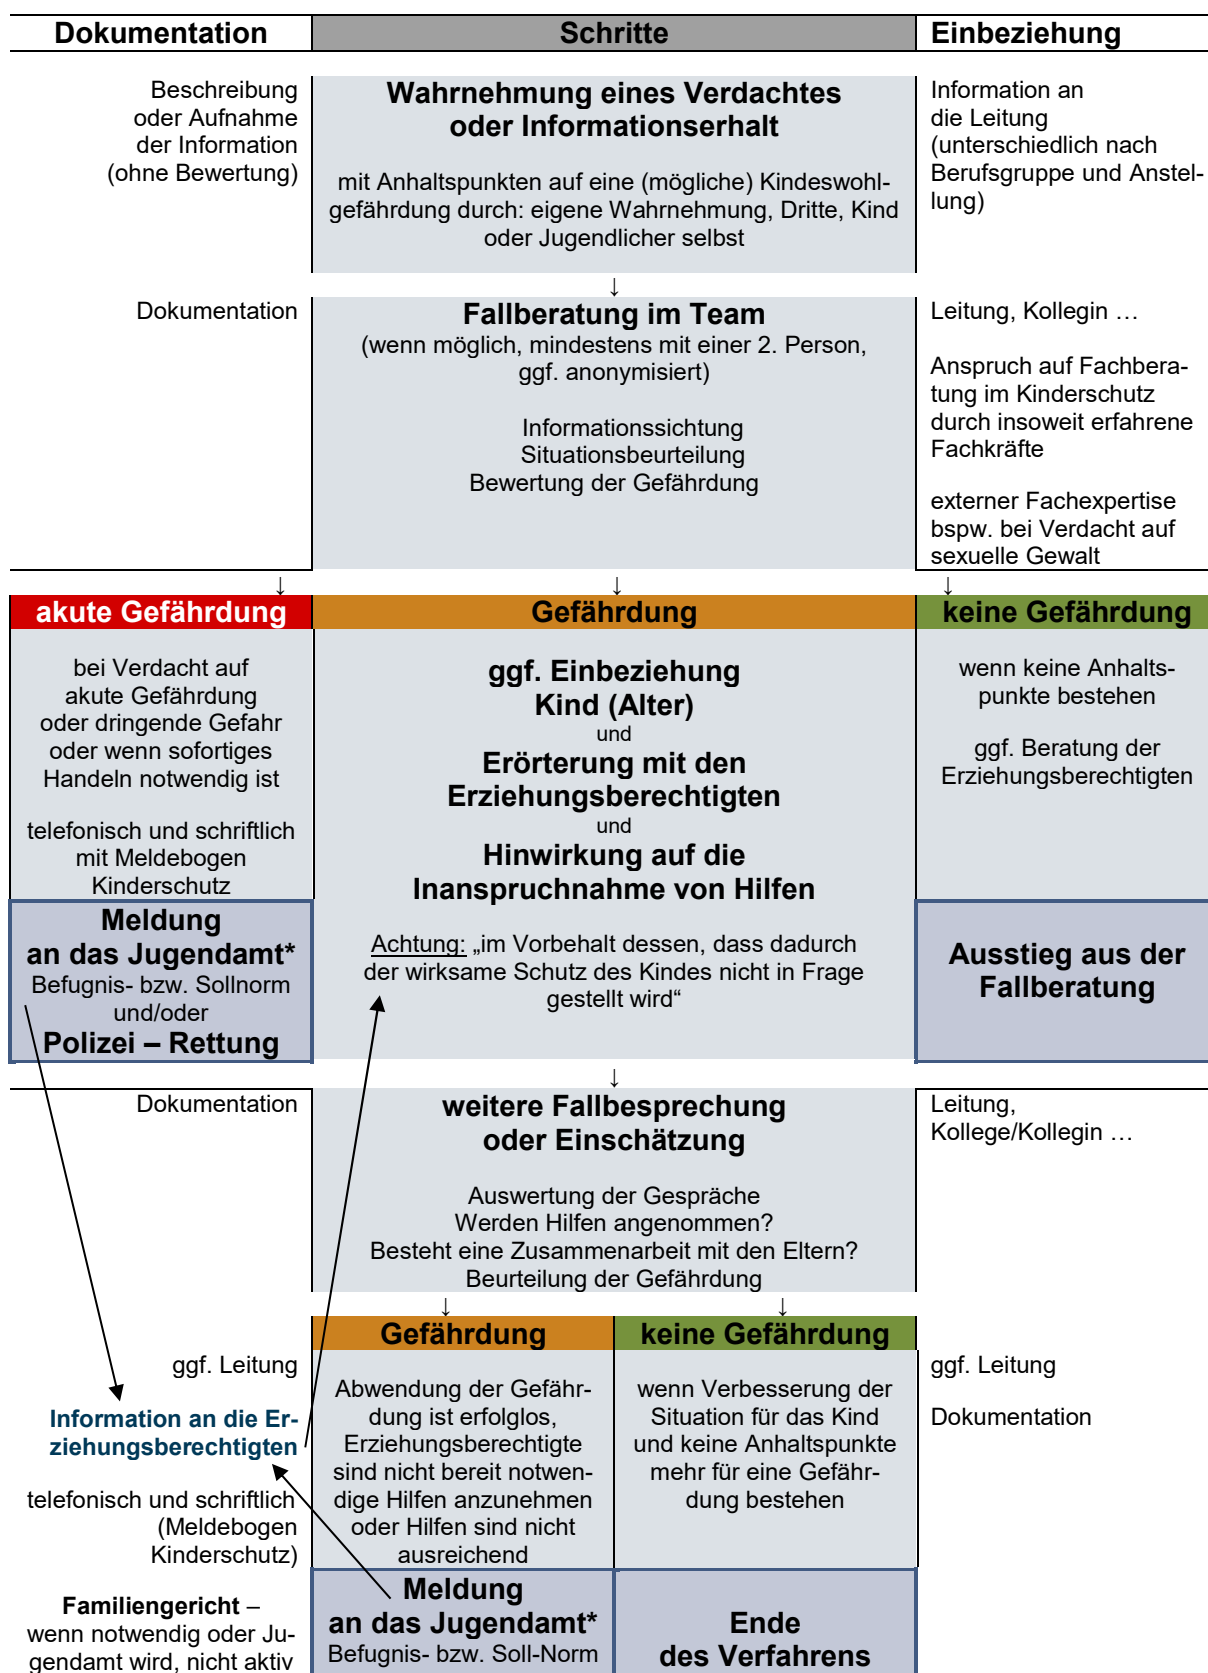 Dokumentation
Schritte
Einbeziehung
Beschreibung
oder Aufnahme
der Information
(ohne Bewertung)
Wahrnehmung eines Verdachtes
oder Informationserhalt
mit Anhaltspunkten auf eine (mögliche) Kindeswohl-
gefährdung durch: eigene Wahrnehmung, Dritte, Kind
oder Jugendlicher selbst
Information an
die Leitung
(unterschiedlich nach
Berufsgruppe und Anstel-
lung)
↓
Dokumentation
Fallberatung im Team
(wenn möglich, mindestens mit einer 2. Person,
ggf. anonymisiert)
Informationssichtung
Situationsbeurteilung
Bewertung der Gefährdung
Leitung, Kollegin …
Anspruch auf Fachbera-
tung im Kinderschutz
durch insoweit erfahrene
Fachkräfte
externer Fachexpertise
bspw. bei Verdacht auf
sexuelle Gewalt
↓ ↓ ↓
akute Gefährdung
bei Verdacht auf
akute Gefährdung
oder dringende Gefahr
oder wenn sofortiges
Handeln notwendig ist
telefonisch und schriftlich
mit Meldebogen
Kinderschutz
Meldung
an das Jugendamt*
Befugnis- bzw. Sollnorm
und/oder
Polizei – Rettung
Gefährdung
ggf. Einbeziehung
Kind (Alter)
und
Erörterung mit den
Erziehungsberechtigten
und
Hinwirkung auf die
Inanspruchnahme von Hilfen
Achtung: „im Vorbehalt dessen, dass dadurch
der wirksame Schutz des Kindes nicht in Frage
gestellt wird“
keine Gefährdung
wenn keine Anhalts-
punkte bestehen
ggf. Beratung der
Erziehungsberechtigten
Ausstieg aus der
Fallberatung
↓
Dokumentation
weitere Fallbesprechung
oder Einschätzung
Auswertung der Gespräche
Werden Hilfen angenommen?
Besteht eine Zusammenarbeit mit den Eltern?
Beurteilung der Gefährdung
Leitung,
Kollege/Kollegin …
↓ ↓
ggf. Leitung
Information an die Er-
ziehungsberechtigten
telefonisch und schriftlich
(Meldebogen
Kinderschutz)
Familiengericht –
wenn notwendig oder Ju-
gendamt wird, nicht aktiv
Gefährdung
Abwendung der Gefähr-
dung ist erfolglos,
Erziehungsberechtigte
sind nicht bereit notwen-
dige Hilfen anzunehmen
oder Hilfen sind nicht
ausreichend
Meldung
an das Jugendamt*
Befugnis- bzw. Soll-Norm
keine Gefährdung
wenn Verbesserung der
Situation für das Kind
und keine Anhaltspunkte
mehr für eine Gefähr-
dung bestehen
Ende
des Verfahrens
ggf. Leitung
Dokumentation